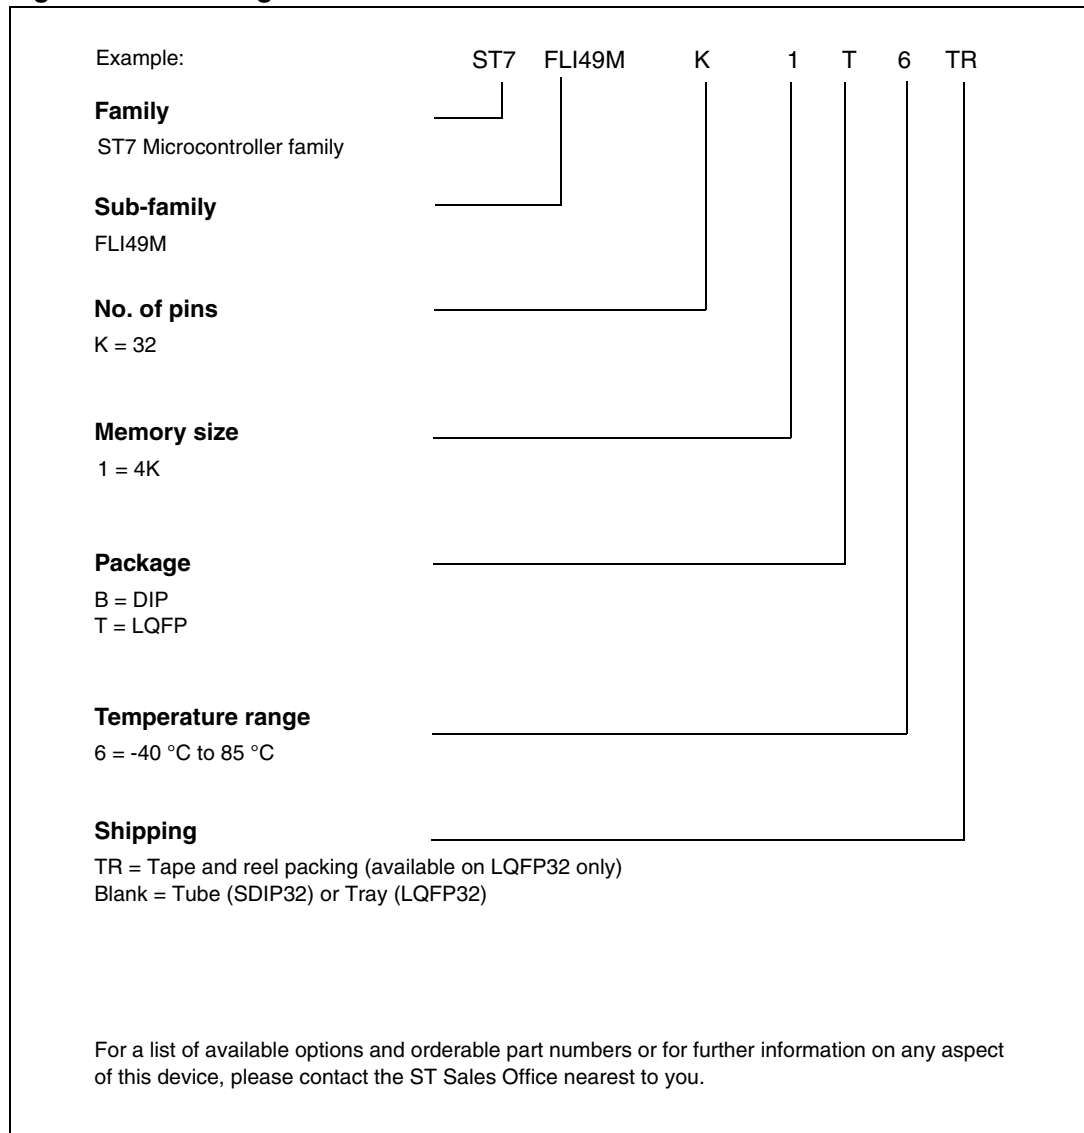 Example: ST7 FLI49M K 1 T 6 TR
Family
ST7 Microcontroller family
Sub-family
FLI49M
No. of pins
K = 32
Memory size
1 = 4K
Package
B = DIP
T = LQFP
Temperature range
6 = -40 °C to 85 °C
Shipping
TR = Tape and reel packing (available on LQFP32 only)
Blank = Tube (SDIP32) or Tray (LQFP32)
For a list of available options and orderable part numbers or for further information on any aspect
of this device, please contact the ST Sales Office nearest to you.